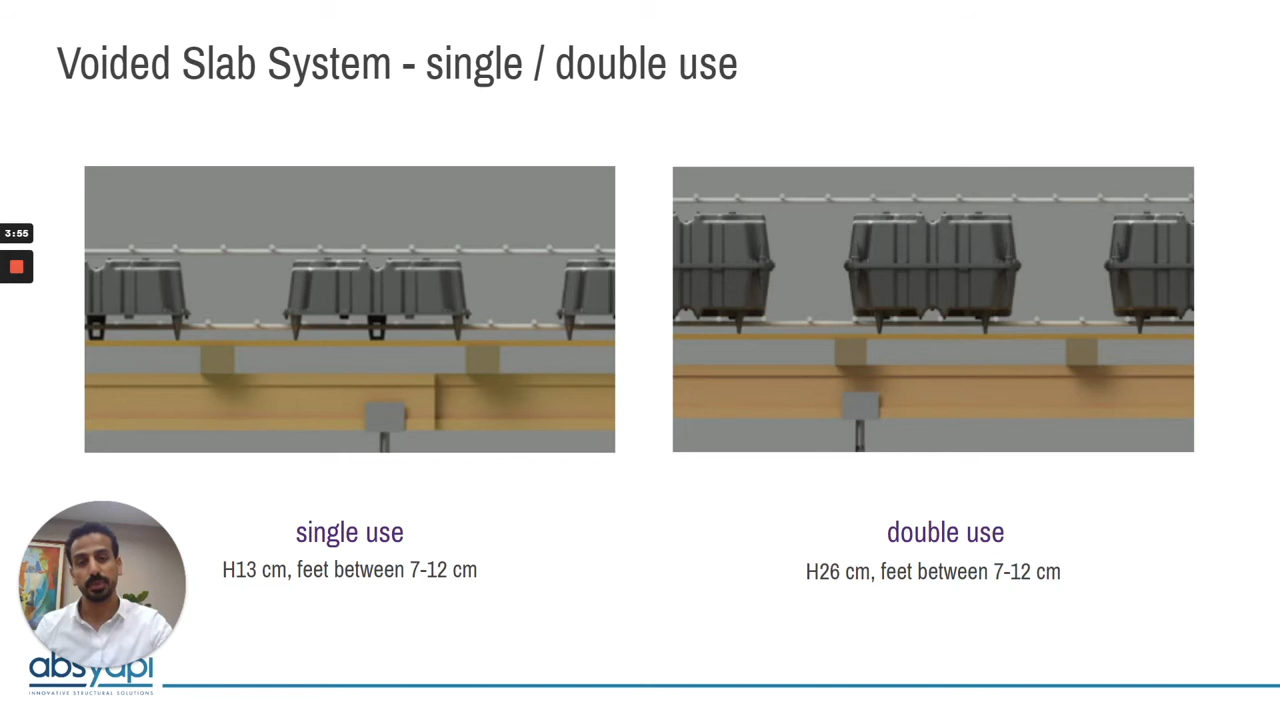 Voided Slab System - single / double use
3:55
single use
H13 cm, feet between 7-12 cm
double use
H26 cm, feet between 7-12 cm
absyapi
INNOVATIVE STRUCTURAL SOLUTIONS